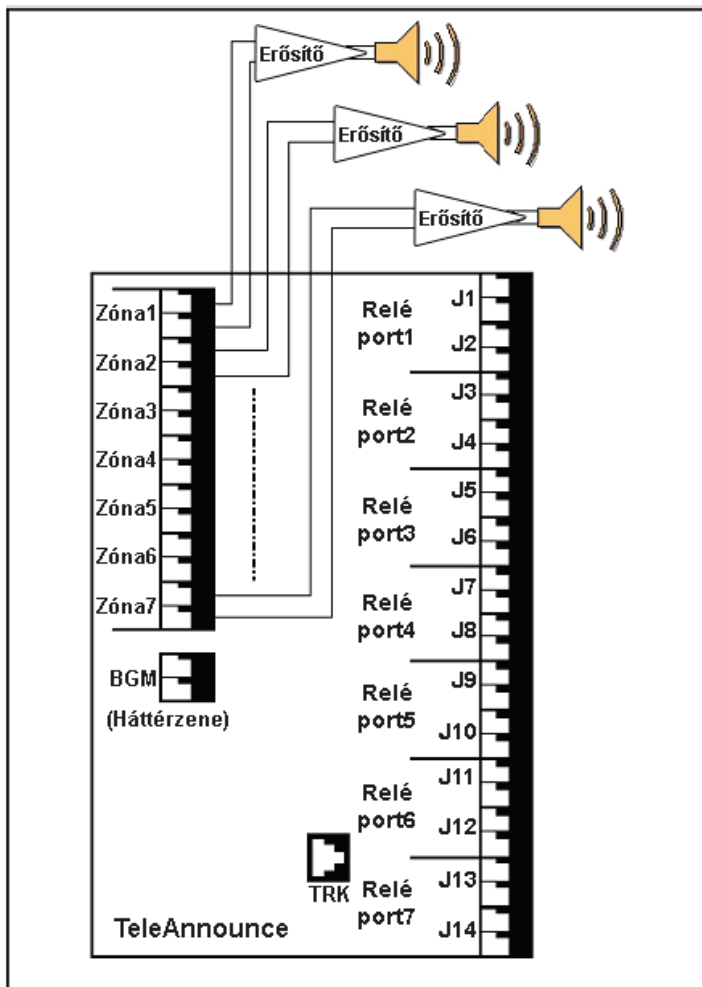 Erősítő
Erősítő
Erősítő
Zóna1
Zóna2
Zóna3
Zóna4
Zóna5
Zóna6
Zóna7
BGM
(Háttérzene)
Relé
port1
J1
J2
Relé
port2
J3
J4
Relé
port3
J5
J6
Relé
port4
J7
J8
Relé
port5
J9
J10
Relé
port6
J11
J12
Relé
port7
J13
J14
TRK
TeleAnnounce